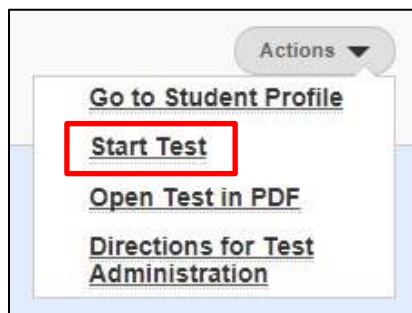 Actions
Go to Student Profile
Start Test
Open Test in PDF
Directions for Test
Administration